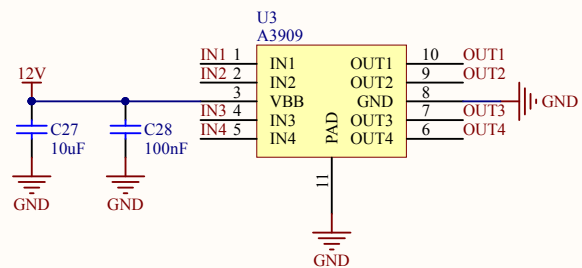 U3
A3909
IN1 1 IN1 OUT1 10 OUT1
IN2 2 IN2 OUT2 9 OUT2
12V
3 VBB GND 8 GND
IN3 4 IN3 OUT3 7 OUT3
IN4 5 IN4 OUT4 6 OUT4
PAD
C27
10uF
C28
100nF
11
GND
GND
GND